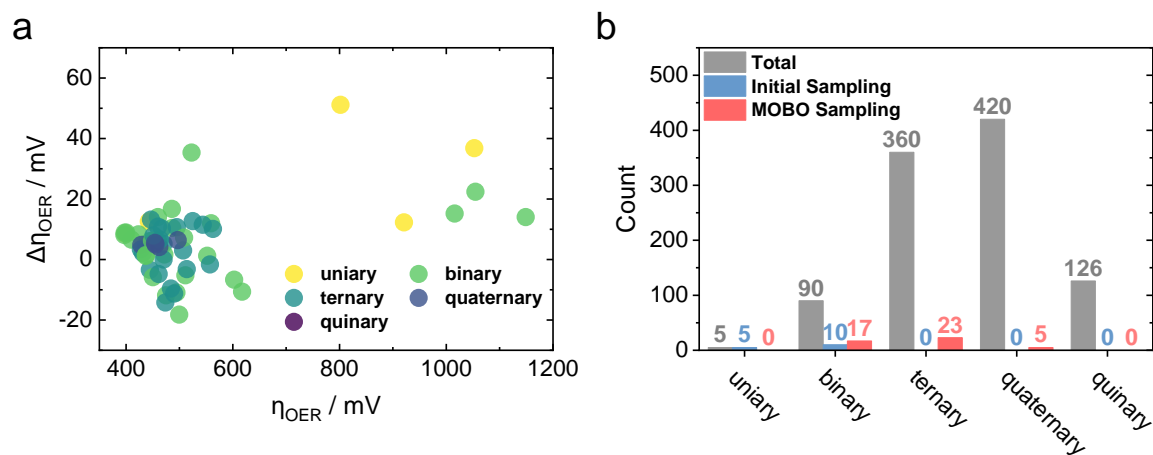 a
60
40
20
0
-20
Δη_OER / mV
400 600 800 1000 1200
η_OER / mV
uniary
binary
ternary
quaternary
quinary
b
500
400
300
200
100
0
Count
Total
Initial Sampling
MOBO Sampling
5 5 0
90 10 17
360 0 23
420 0 5
126 0 0
uniary
binary
ternary
quaternary
quinary